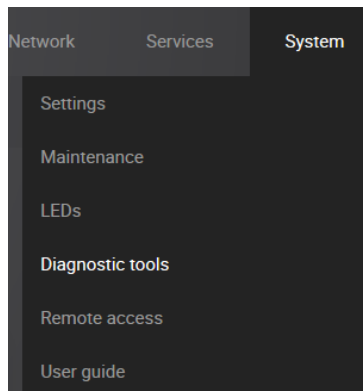 Network Services System
Settings
Maintenance
LEDs
Diagnostic tools
Remote access
User guide